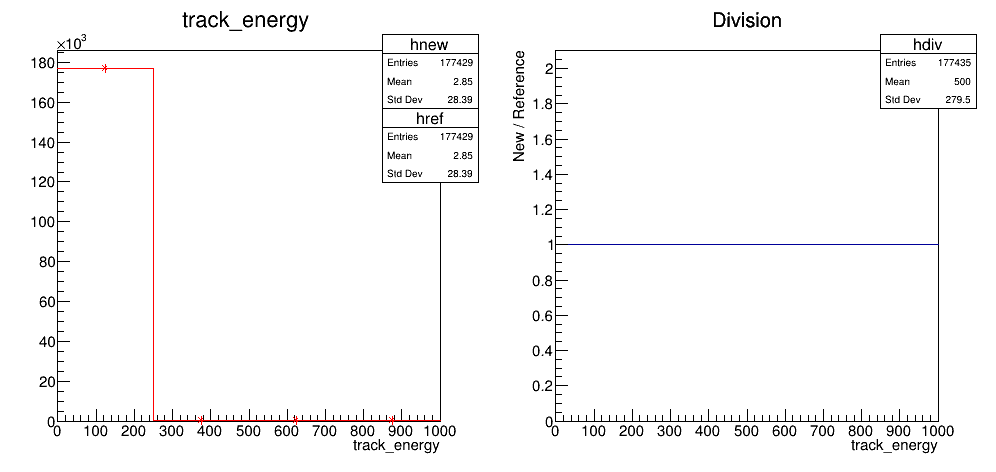 track_energy
×10³
hnew
Entries 177429
Mean 2.85
Std Dev 28.39
href
Entries 177429
Mean 2.85
Std Dev 28.39
180
160
140
120
100
80
60
40
20
0
0 100 200 300 400 500 600 700 800 900 1000
track_energy
Division
hdiv
Entries 177435
Mean 500
Std Dev 279.5
New / Reference
2
1.8
1.6
1.4
1.2
1
0.8
0.6
0.4
0.2
0
0 100 200 300 400 500 600 700 800 900 1000
track_energy